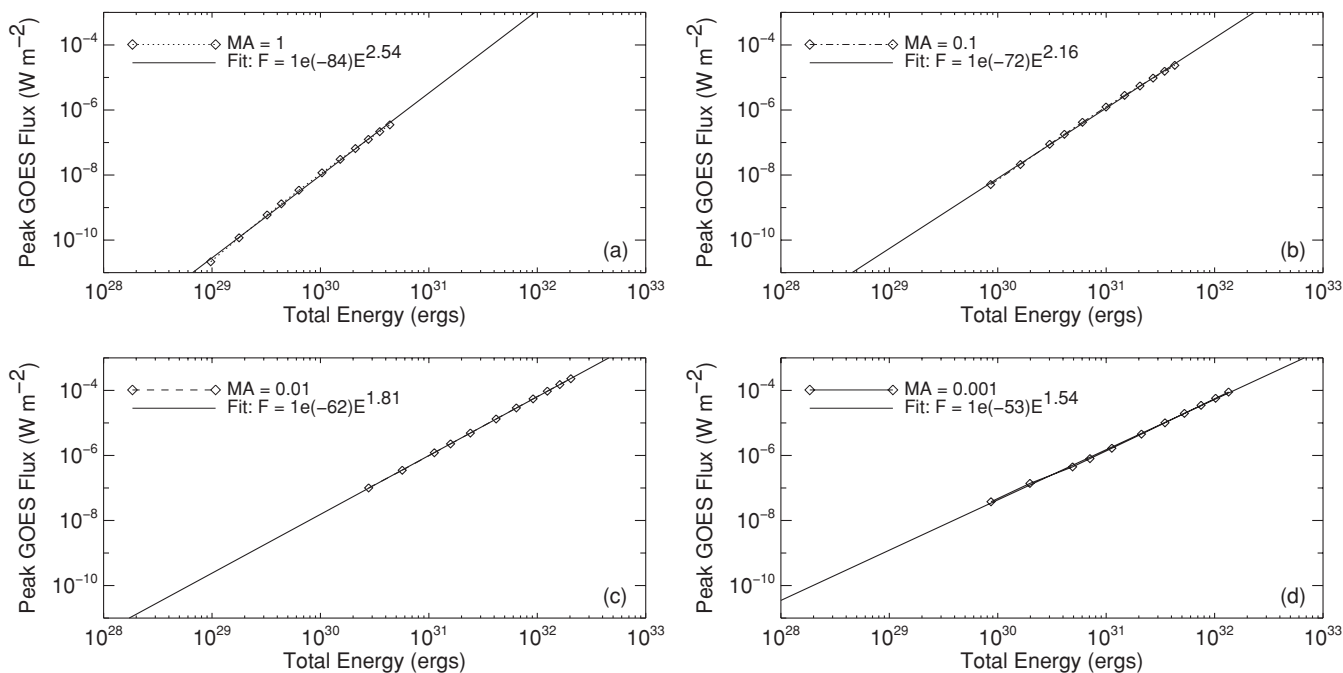 MA = 1
Fit: F = 1e(−84)E^2.54
10^−4
10^−6
10^−8
10^−10
Peak GOES Flux (W m^−2)
(a)
10^28 10^29 10^30 10^31 10^32 10^33
Total Energy (ergs)
MA = 0.1
Fit: F = 1e(−72)E^2.16
10^−4
10^−6
10^−8
10^−10
Peak GOES Flux (W m^−2)
(b)
10^28 10^29 10^30 10^31 10^32 10^33
Total Energy (ergs)
MA = 0.01
Fit: F = 1e(−62)E^1.81
10^−4
10^−6
10^−8
10^−10
Peak GOES Flux (W m^−2)
(c)
10^28 10^29 10^30 10^31 10^32 10^33
Total Energy (ergs)
MA = 0.001
Fit: F = 1e(−53)E^1.54
10^−4
10^−6
10^−8
10^−10
Peak GOES Flux (W m^−2)
(d)
10^28 10^29 10^30 10^31 10^32 10^33
Total Energy (ergs)